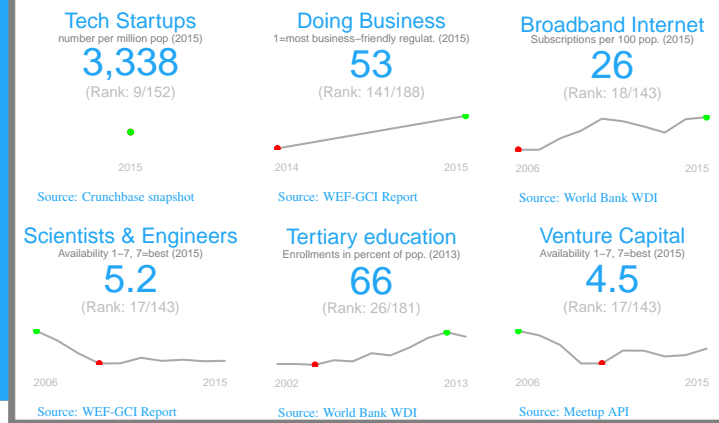 Tech Startups
number per million pop (2015)
3,338
(Rank: 9/152)
2015
Source: Crunchbase snapshot
Doing Business
1=most business−friendly regulat. (2015)
53
(Rank: 141/188)
2014 2015
Source: WEF-GCI Report
Broadband Internet
Subscriptions per 100 pop. (2015)
26
(Rank: 18/143)
2006 2015
Source: World Bank WDI
Scientists & Engineers
Availability 1−7, 7=best (2015)
5.2
(Rank: 17/143)
2006 2015
Source: WEF-GCI Report
Tertiary education
Enrollments in percent of pop. (2013)
66
(Rank: 26/181)
2002 2013
Source: World Bank WDI
Venture Capital
Availability 1−7, 7=best (2015)
4.5
(Rank: 17/143)
2006 2015
Source: Meetup API